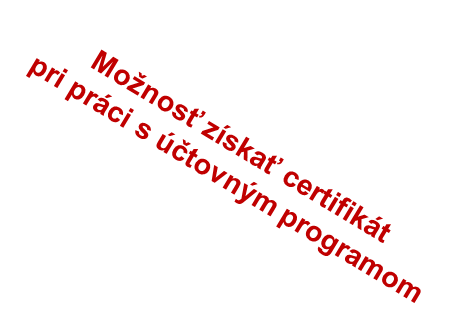 Možnosť získať certifikát
pri práci s účtovným programom